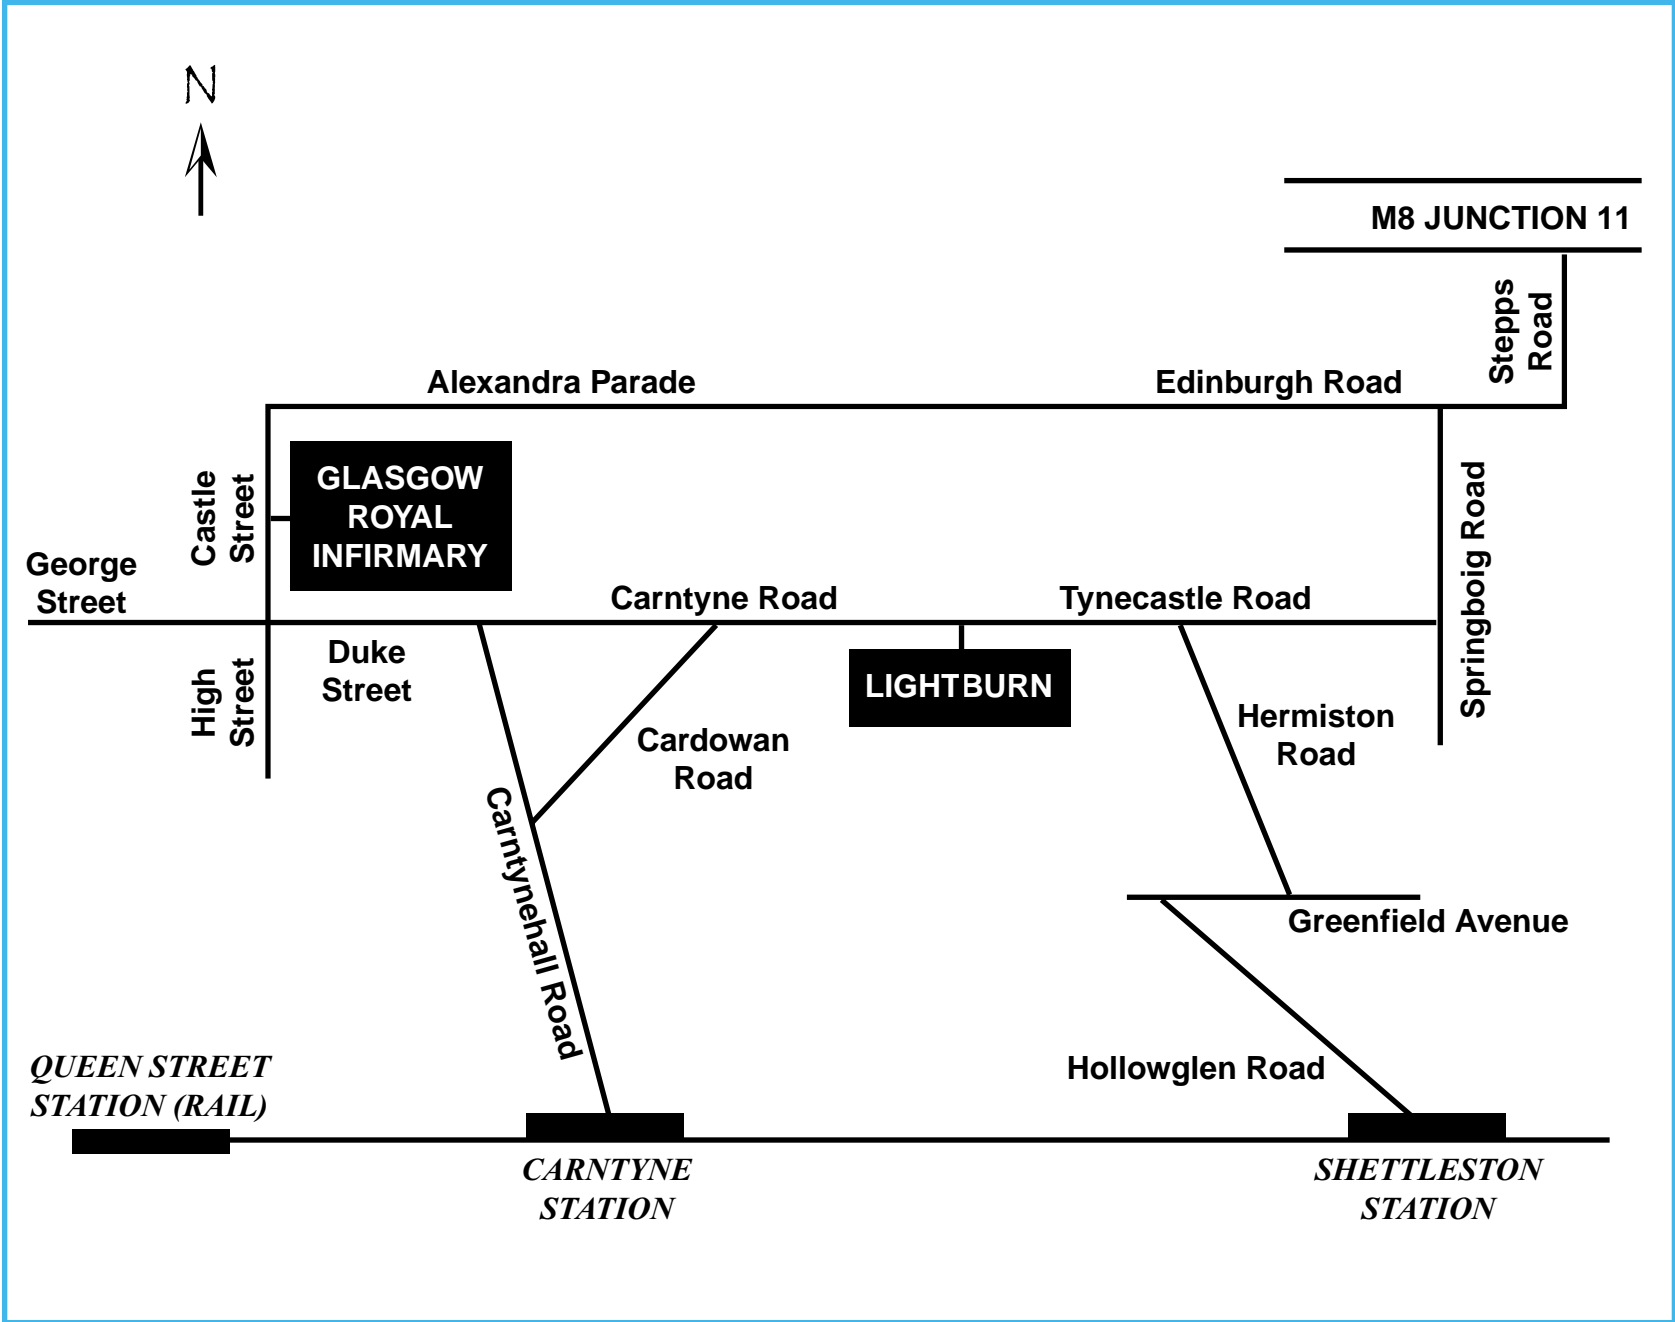 N
M8 JUNCTION 11
Stepps
Road
Alexandra Parade
Edinburgh Road
Castle
Street
GLASGOW
ROYAL
INFIRMARY
Springboig Road
George
Street
Carntyne Road
Tynecastle Road
High
Street
Duke
Street
LIGHTBURN
Hermiston
Road
Cardowan
Road
Carntynehall Road
Greenfield Avenue
Hollowglen Road
QUEEN STREET
STATION (RAIL)
CARNTYNE
STATION
SHETTLESTON
STATION